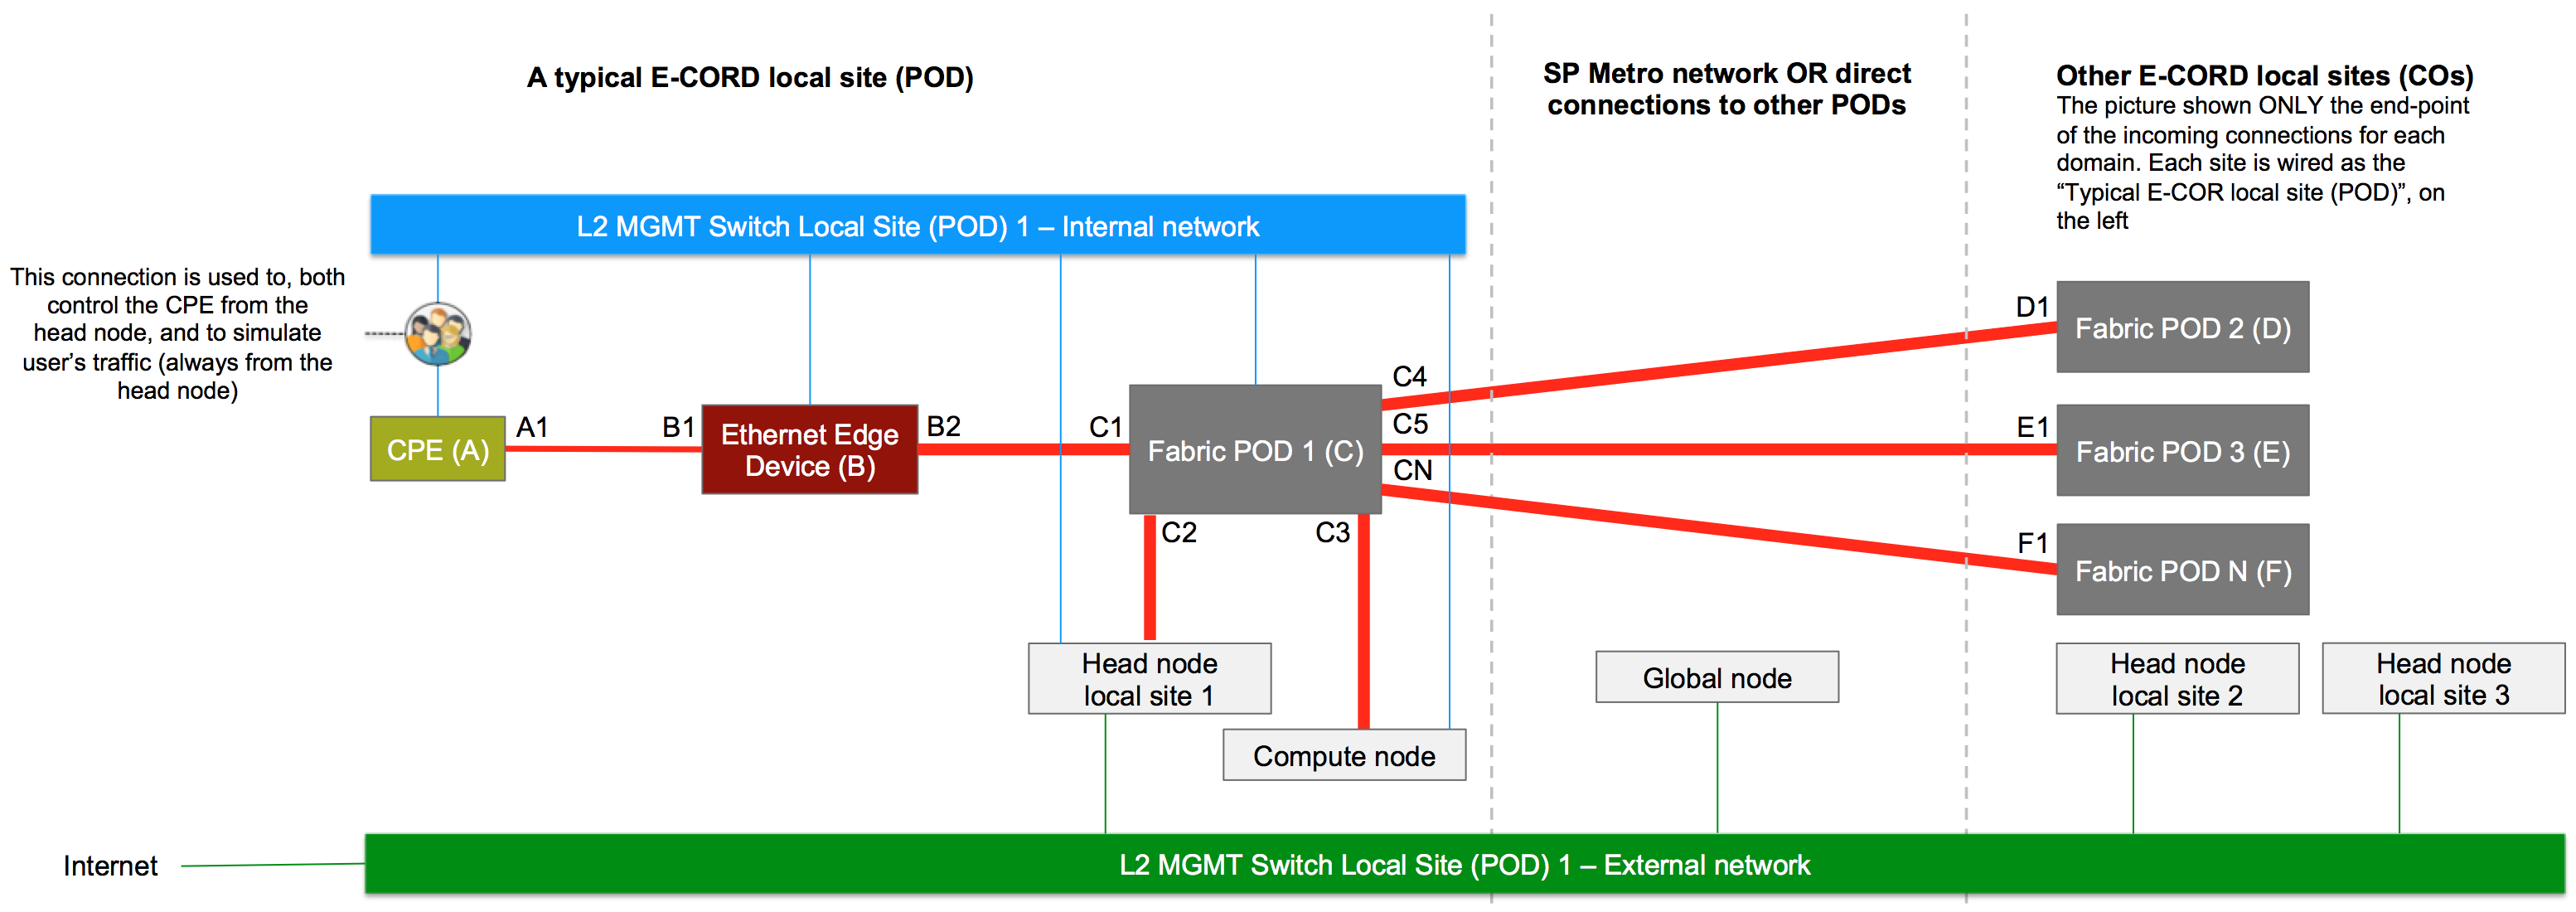 A typical E-CORD local site (POD)
SP Metro network OR direct
connections to other PODs
Other E-CORD local sites (COs)
The picture shown ONLY the end-point
of the incoming connections for each
domain. Each site is wired as the
“Typical E-COR local site (POD)”, on
the left
L2 MGMT Switch Local Site (POD) 1 – Internal network
This connection is used to, both
control the CPE from the
head node, and to simulate
user’s traffic (always from the
head node)
CPE (A)
A1
B1
Ethernet Edge
Device (B)
B2
C1
Fabric POD 1 (C)
C4
C5
CN
C2
C3
D1
Fabric POD 2 (D)
E1
Fabric POD 3 (E)
F1
Fabric POD N (F)
Head node
local site 1
Compute node
Global node
Head node
local site 2
Head node
local site 3
Internet
L2 MGMT Switch Local Site (POD) 1 – External network